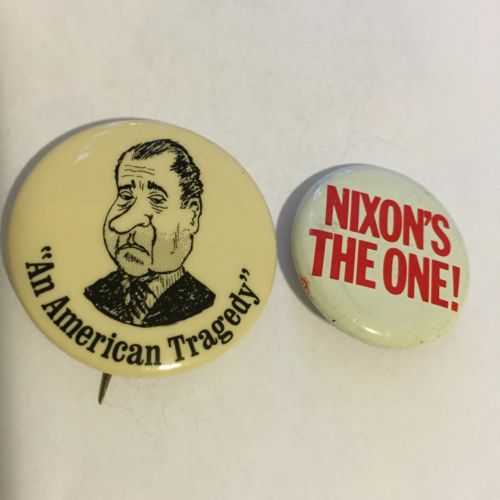 "An American Tragedy"
NIXON'S
THE ONE!